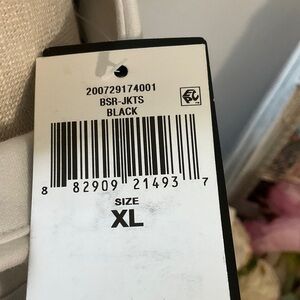 200729174001
BSR-JKTS
BLACK
8 82909 21493 7
SIZE
XL